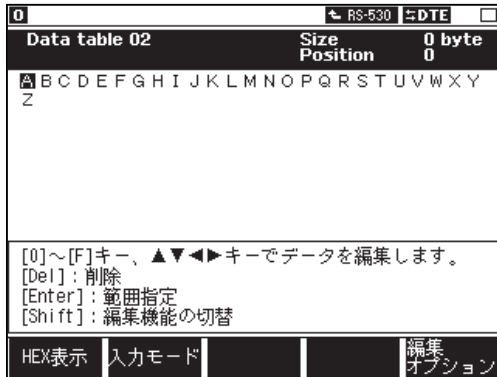 0 RS-530 DTE
Data table 02 Size 0 byte
Position 0
ABCDEFGHIJKLMNOPQRSTUVWXY
Z
[0]～[F]キー、▲▼◀▶キーでデータを編集します。
[Del]：削除
[Enter]：範囲指定
[Shift]：編集機能の切替
HEX表示 入力モード 編集
オプション